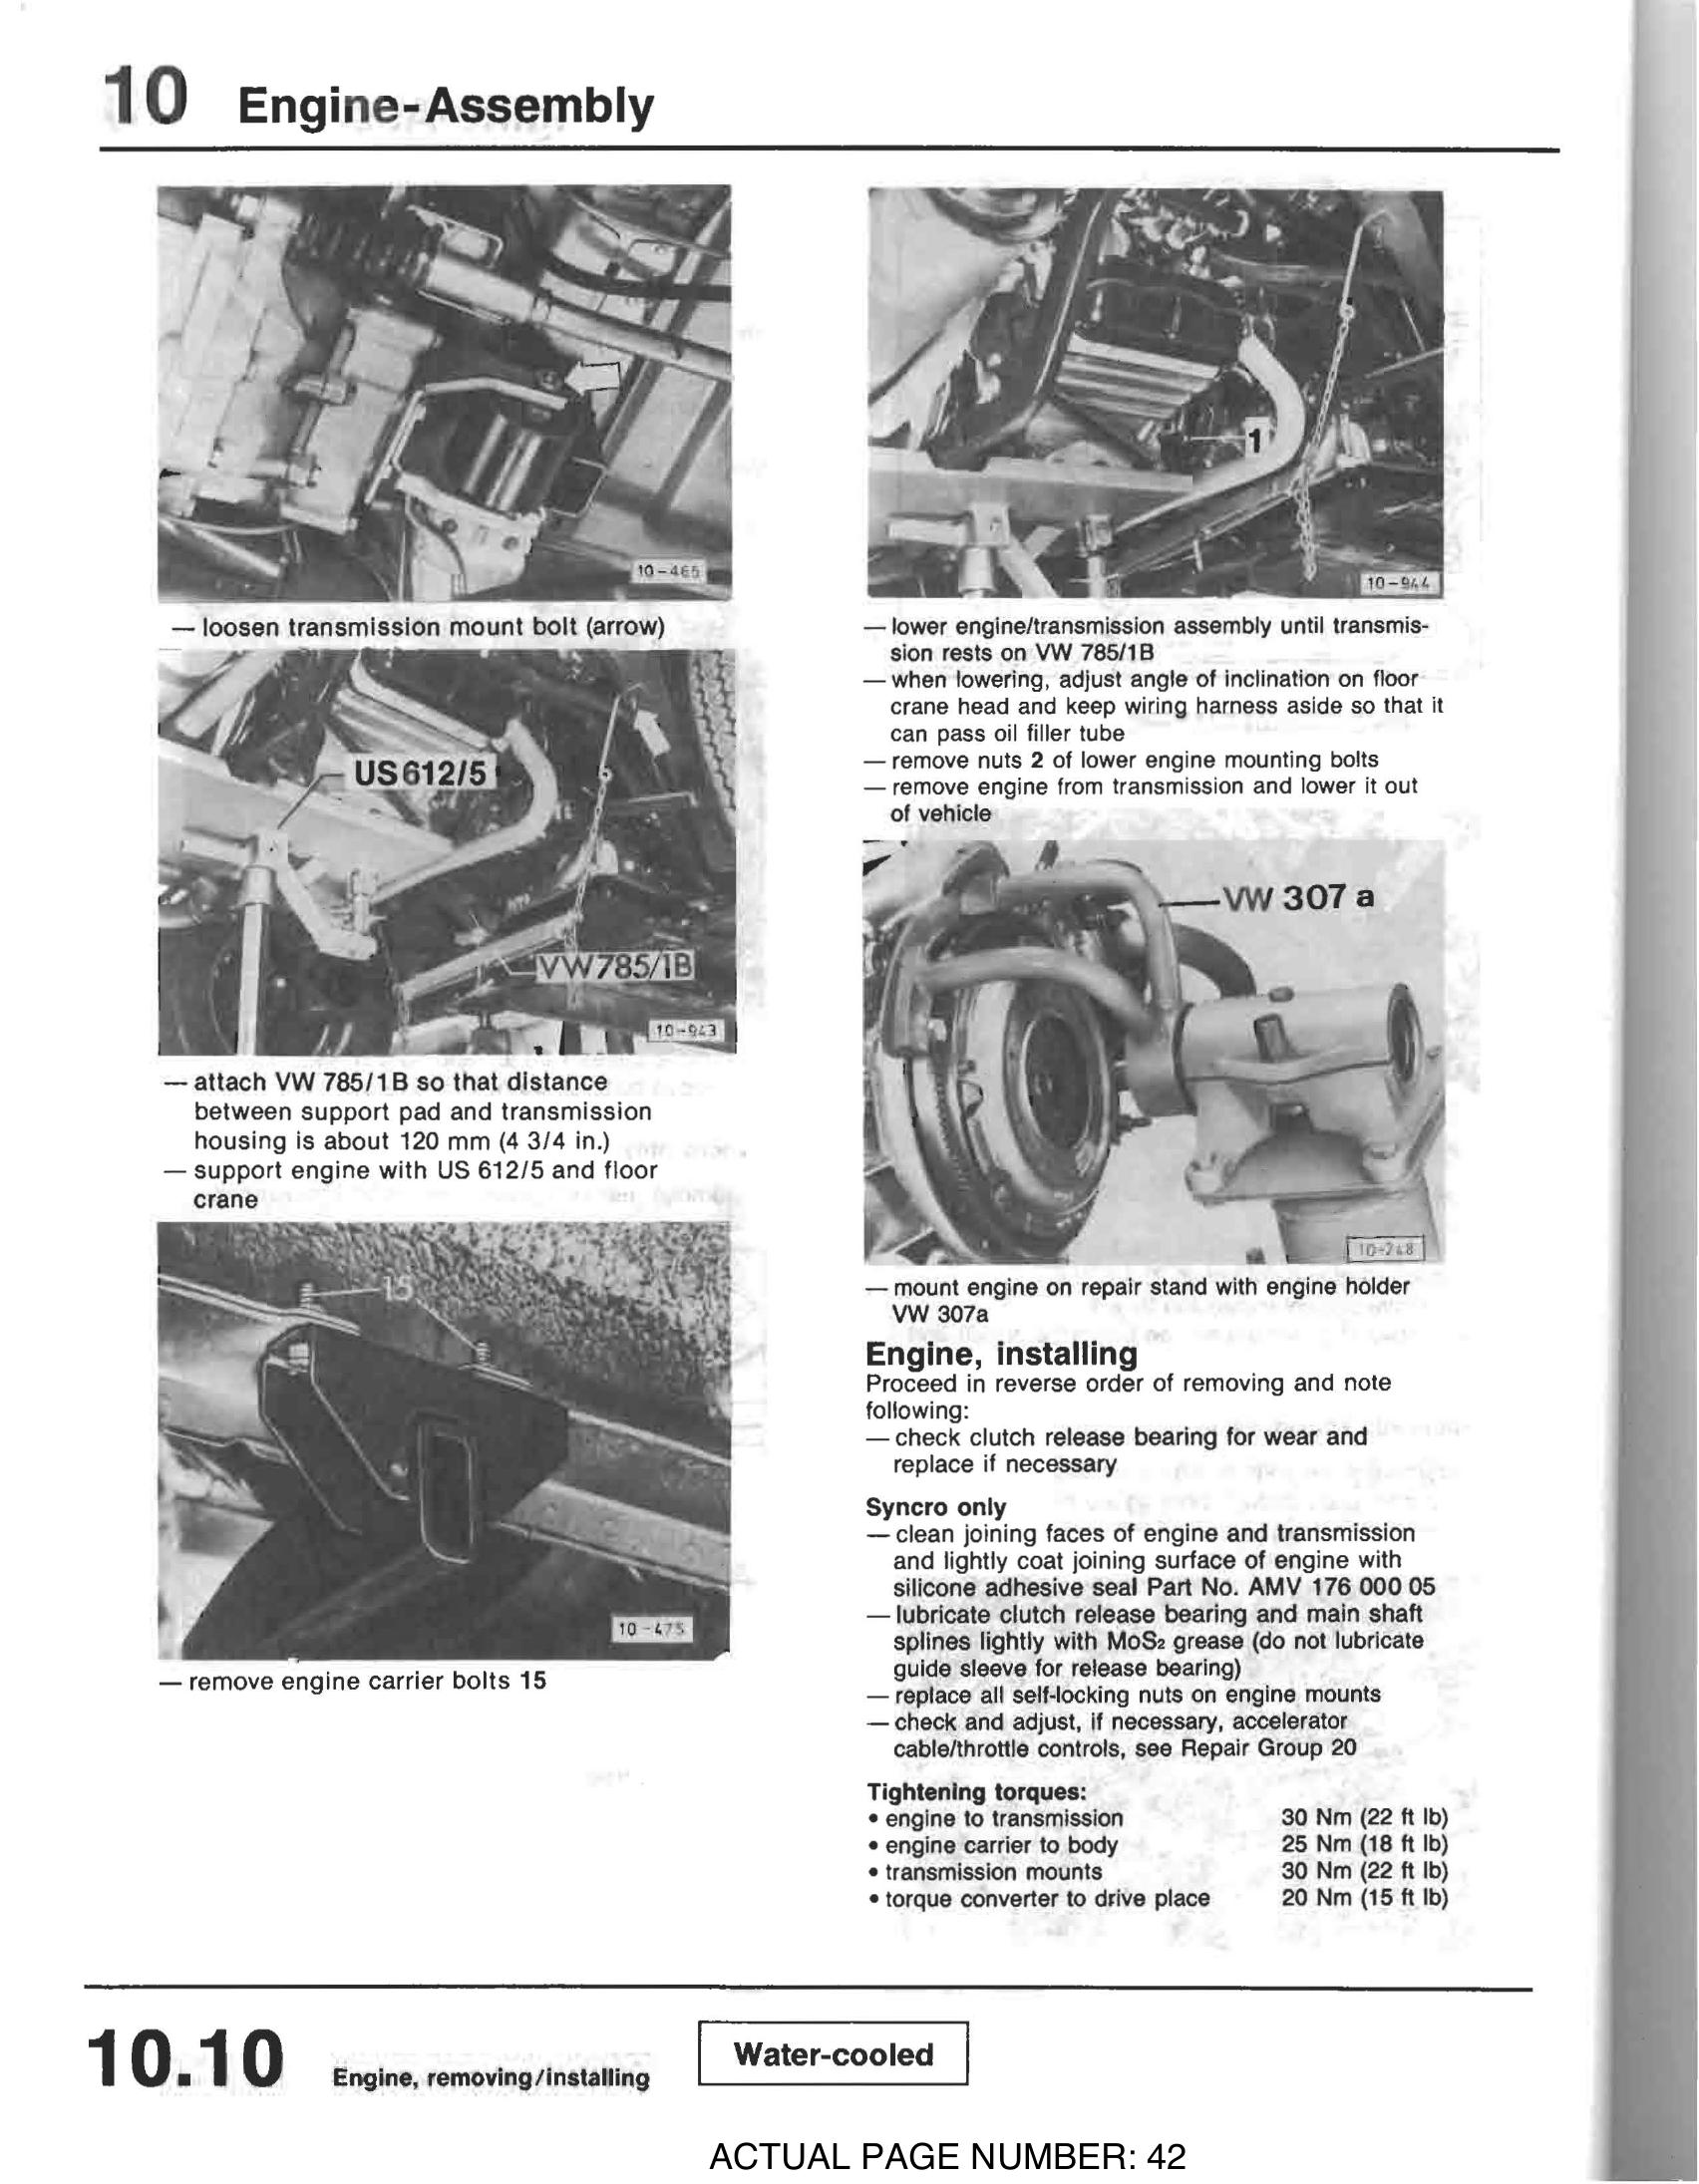 10 Engine-Assembly
10-465
— loosen transmission mount bolt (arrow)
US612/5
VW785/1B
10-943
— attach VW 785/1B so that distance
between support pad and transmission
housing is about 120 mm (4 3/4 in.)
— support engine with US 612/5 and floor
crane
15
10-475
— remove engine carrier bolts 15
1
10-944
— lower engine/transmission assembly until transmis-
sion rests on VW 785/1B
— when lowering, adjust angle of inclination on floor
crane head and keep wiring harness aside so that it
can pass oil filler tube
— remove nuts 2 of lower engine mounting bolts
— remove engine from transmission and lower it out
of vehicle
VW 307 a
10-248
— mount engine on repair stand with engine holder
VW 307a
Engine, installing
Proceed in reverse order of removing and note
following:
— check clutch release bearing for wear and
replace if necessary
Syncro only
— clean joining faces of engine and transmission
and lightly coat joining surface of engine with
silicone adhesive seal Part No. AMV 176 000 05
— lubricate clutch release bearing and main shaft
splines lightly with MoS₂ grease (do not lubricate
guide sleeve for release bearing)
— replace all self-locking nuts on engine mounts
— check and adjust, if necessary, accelerator
cable/throttle controls, see Repair Group 20
Tightening torques:
• engine to transmission 30 Nm (22 ft lb)
• engine carrier to body 25 Nm (18 ft lb)
• transmission mounts 30 Nm (22 ft lb)
• torque converter to drive place 20 Nm (15 ft lb)
10.10 Engine, removing/installing Water-cooled
ACTUAL PAGE NUMBER: 42